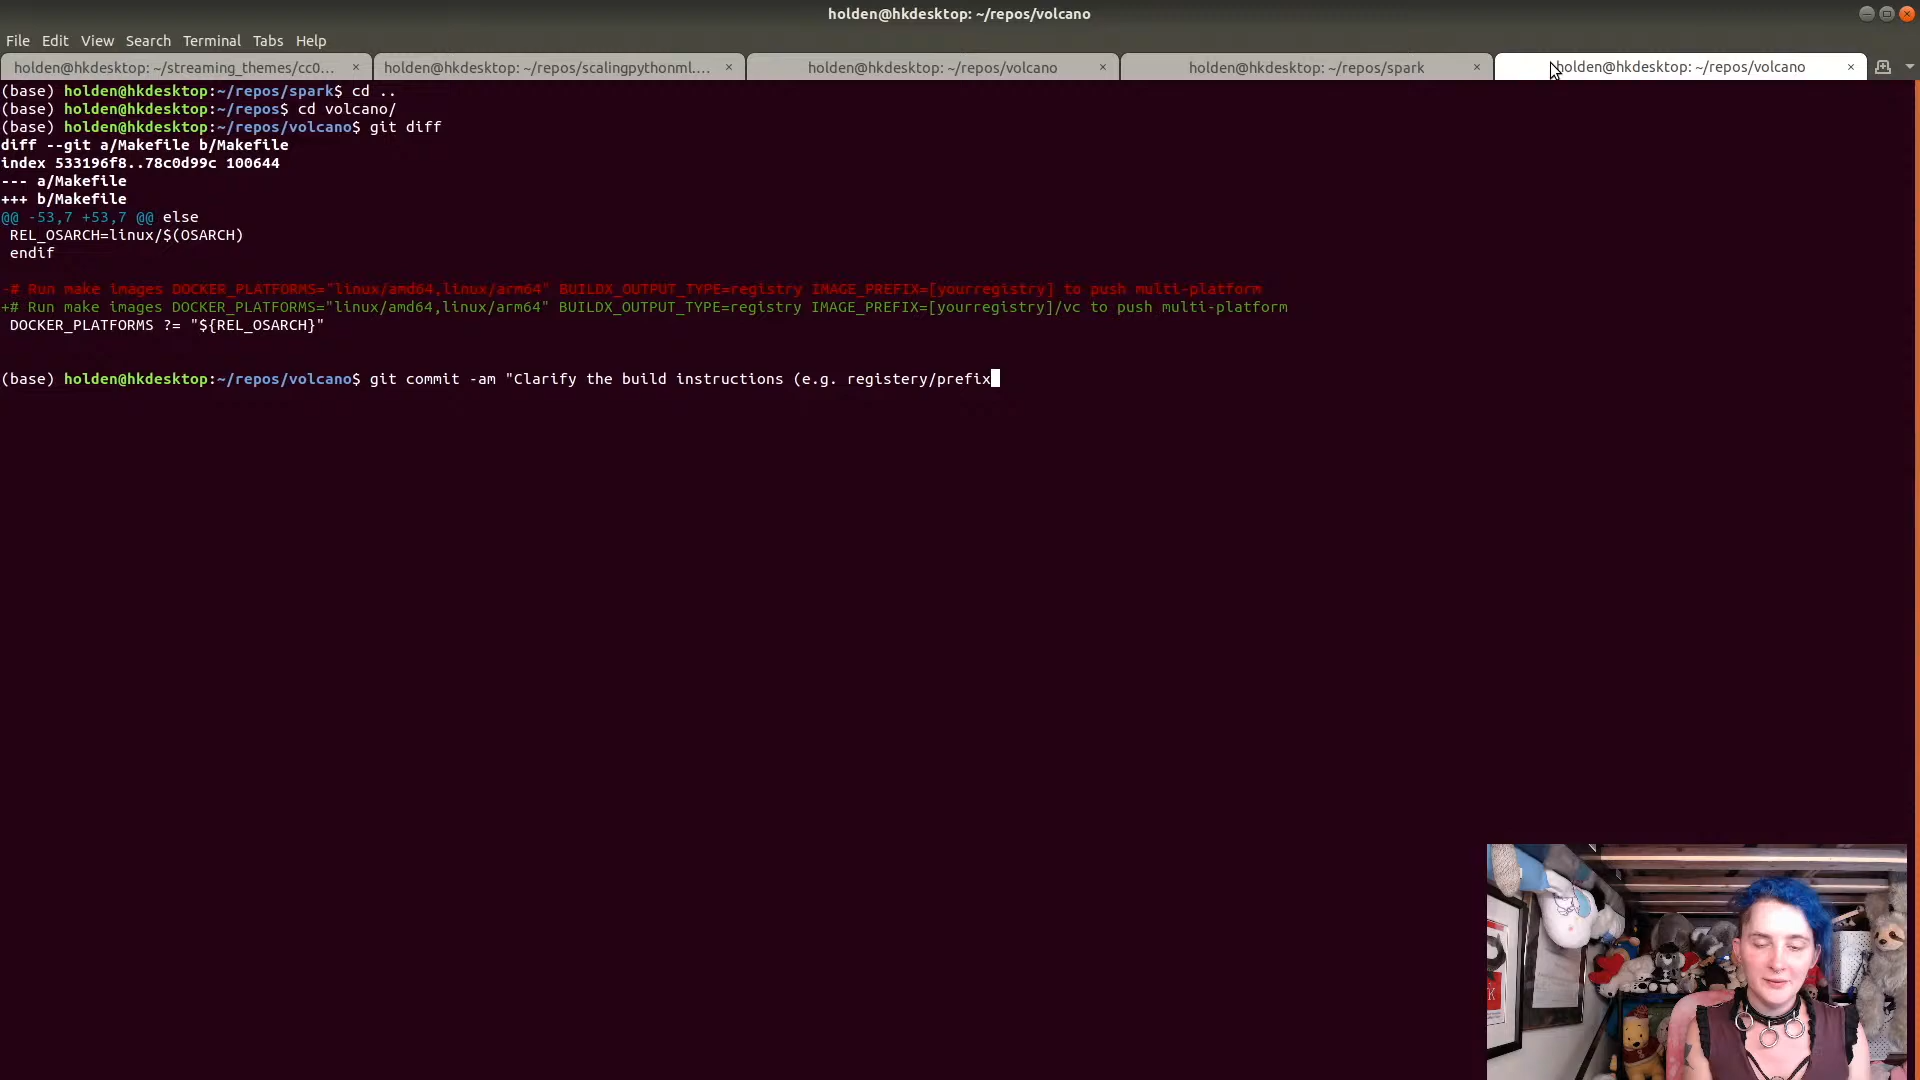 holden@hkdesktop: ~/repos/volcano
File Edit View Search Terminal Tabs Help
holden@hkdesktop: ~/streaming_themes/cc0... × holden@hkdesktop: ~/repos/scalingpythonml.... × holden@hkdesktop: ~/repos/volcano × holden@hkdesktop: ~/repos/spark × holden@hkdesktop: ~/repos/volcano ×
(base) holden@hkdesktop:~/repos/spark$ cd ..
(base) holden@hkdesktop:~/repos$ cd volcano/
(base) holden@hkdesktop:~/repos/volcano$ git diff
diff --git a/Makefile b/Makefile
index 533196f8..78c0d99c 100644
--- a/Makefile
+++ b/Makefile
@@ -53,7 +53,7 @@ else
 REL_OSARCH=linux/$(OSARCH)
 endif
-# Run make images DOCKER_PLATFORMS="linux/amd64,linux/arm64" BUILDX_OUTPUT_TYPE=registry IMAGE_PREFIX=[yourregistry] to push multi-platform
+# Run make images DOCKER_PLATFORMS="linux/amd64,linux/arm64" BUILDX_OUTPUT_TYPE=registry IMAGE_PREFIX=[yourregistry]/vc to push multi-platform
 DOCKER_PLATFORMS ?= "${REL_OSARCH}"
(base) holden@hkdesktop:~/repos/volcano$ git commit -am "Clarify the build instructions (e.g. registery/prefix